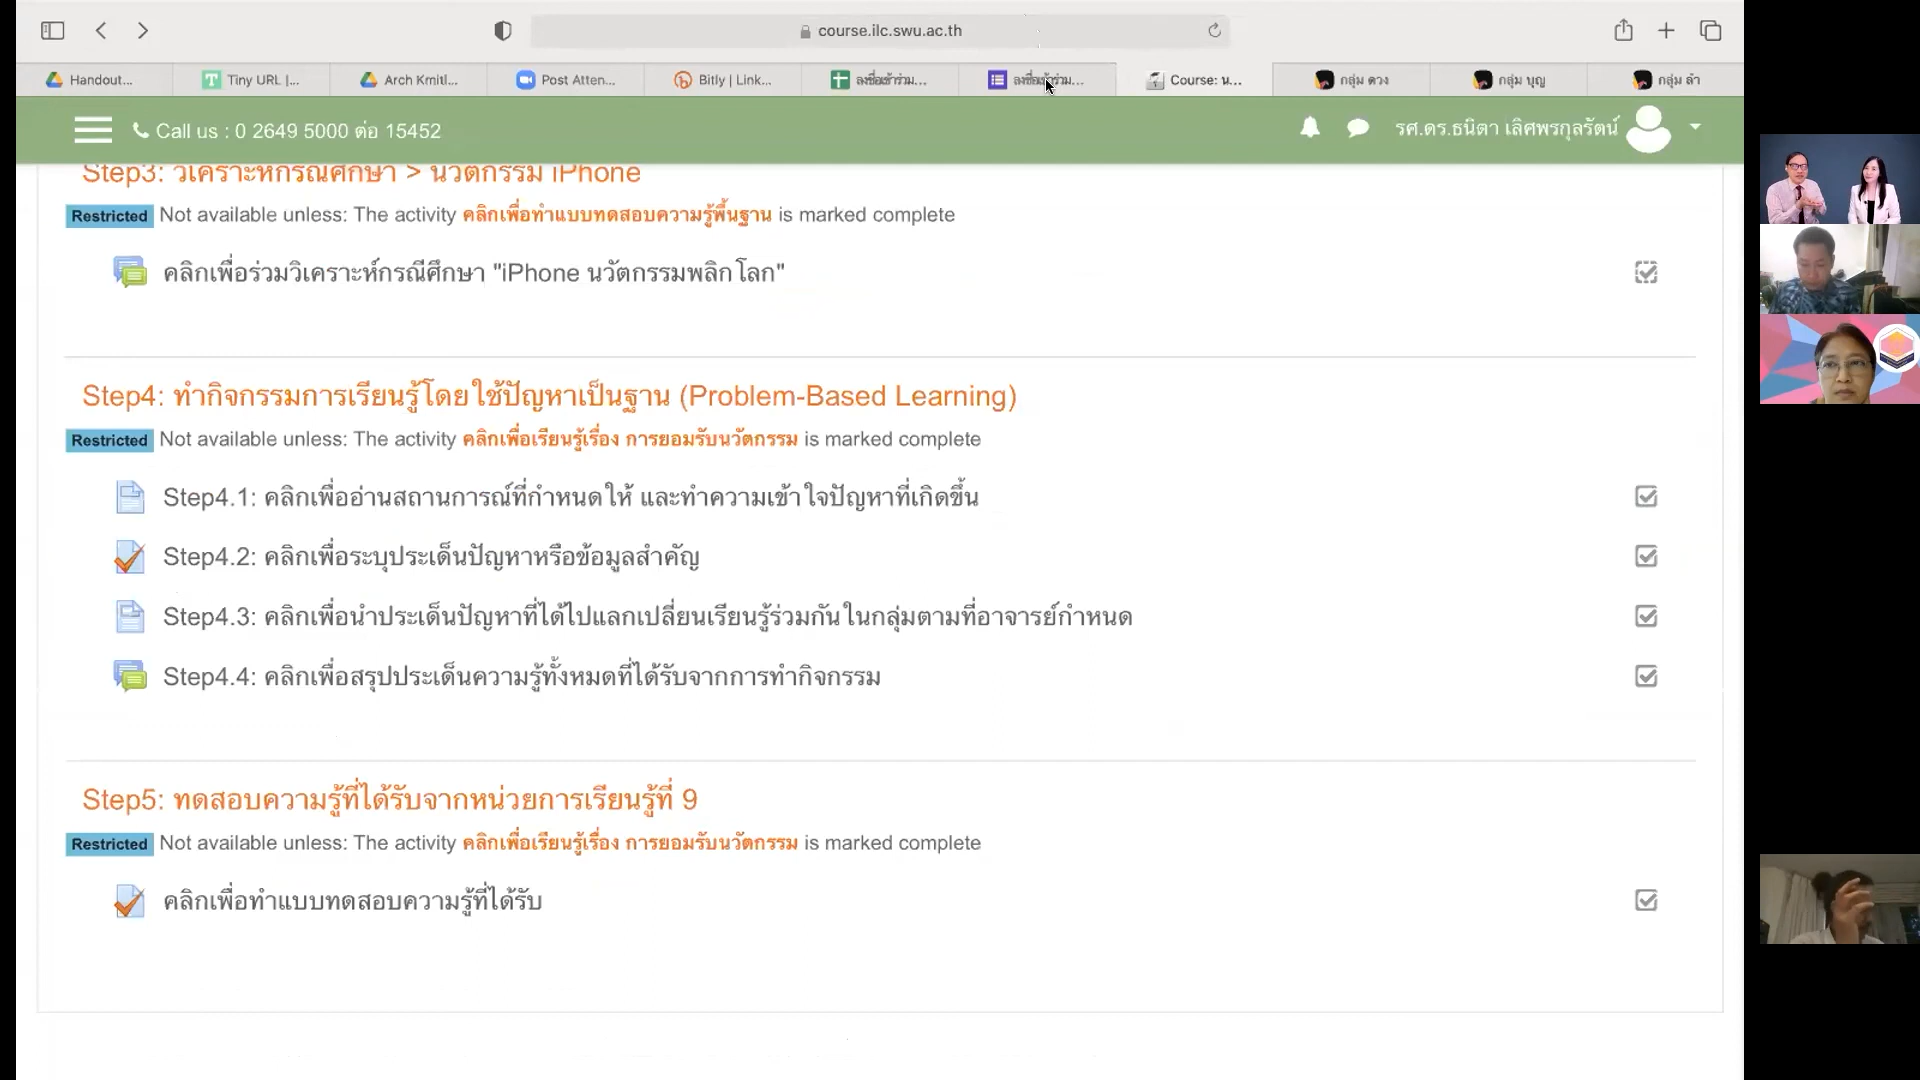 course.ilc.swu.ac.th
Handout...
Tiny URL |...
Arch Kmitl...
Post Atten...
Bitly | Link...
ลงชื่อเข้าร่วม...
ลงชื่อเข้าร่วม...
Course: น...
กลุ่ม ดวง
กลุ่ม บุญ
กลุ่ม ลำ
Call us : 0 2649 5000 ต่อ 15452
รศ.ดร.ธนิตา เลิศพรกุลรัตน์
Step3: วิเคราะห์กรณีศึกษา > นวัตกรรม iPhone
Restricted Not available unless: The activity คลิกเพื่อทำแบบทดสอบความรู้พื้นฐาน is marked complete
คลิกเพื่อร่วมวิเคราะห์กรณีศึกษา "iPhone นวัตกรรมพลิกโลก"
Step4: ทำกิจกรรมการเรียนรู้โดยใช้ปัญหาเป็นฐาน (Problem-Based Learning)
Restricted Not available unless: The activity คลิกเพื่อเรียนรู้เรื่อง การยอมรับนวัตกรรม is marked complete
Step4.1: คลิกเพื่ออ่านสถานการณ์ที่กำหนดให้ และทำความเข้าใจปัญหาที่เกิดขึ้น
Step4.2: คลิกเพื่อระบุประเด็นปัญหาหรือข้อมูลสำคัญ
Step4.3: คลิกเพื่อนำประเด็นปัญหาที่ได้ไปแลกเปลี่ยนเรียนรู้ร่วมกันในกลุ่มตามที่อาจารย์กำหนด
Step4.4: คลิกเพื่อสรุปประเด็นความรู้ทั้งหมดที่ได้รับจากการทำกิจกรรม
Step5: ทดสอบความรู้ที่ได้รับจากหน่วยการเรียนรู้ที่ 9
Restricted Not available unless: The activity คลิกเพื่อเรียนรู้เรื่อง การยอมรับนวัตกรรม is marked complete
คลิกเพื่อทำแบบทดสอบความรู้ที่ได้รับ